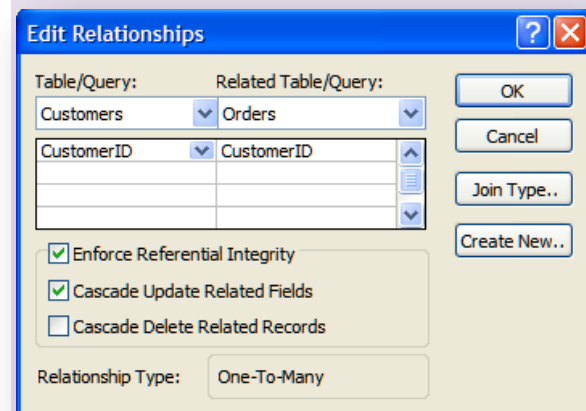 Edit Relationships
Table/Query: Related Table/Query:
Customers Orders
CustomerID CustomerID
Enforce Referential Integrity
Cascade Update Related Fields
Cascade Delete Related Records
Relationship Type: One-To-Many
OK
Cancel
Join Type..
Create New..